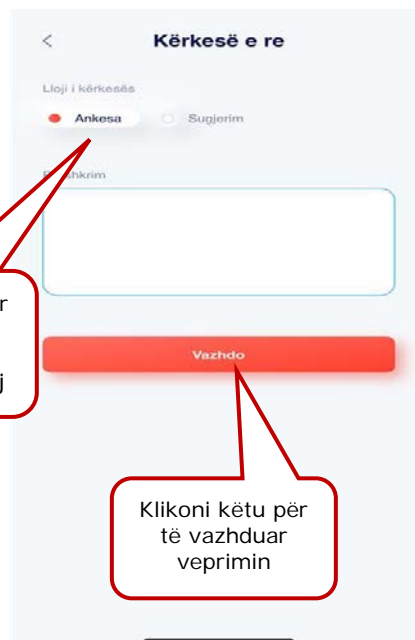 <
Kërkesë e re
Lloji i kërkesës
Ankesa Sugjerim
Vazhdo
Klikoni këtu për
të vazhduar
veprimin